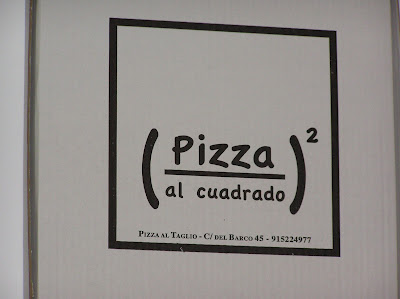 ( Pizza
al cuadrado )²
PIZZA AL TAGLIO - C/ DEL BARCO 45 - 915224977